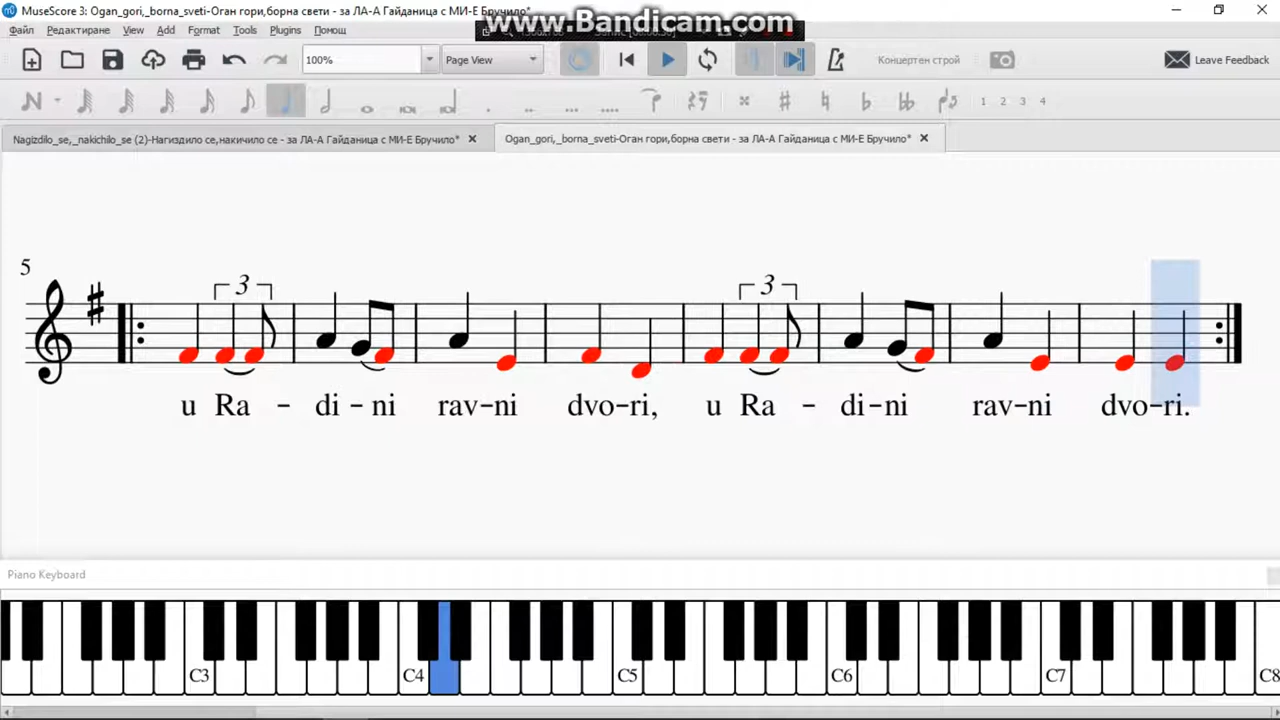 MuseScore 3: Ogan_gori,_borna_sveti-Оган гори,борна свети - за ЛА-А Гайданица с МИ-Е Бручило*
www.Bandicam.com
Файл Редактиране View Add Format Tools Plugins Помощ
100% Page View Концертен строй Leave Feedback
1 2 3 4
Nagizdilo_se,_nakichilo_se (2)-Нагиздило се,накичило се - за ЛА-А Гайданица с МИ-Е Бручило*
Ogan_gori,_borna_sveti-Оган гори,борна свети - за ЛА-А Гайданица с МИ-Е Бручило*
5
3 3
u Ra - di - ni rav-ni dvo-ri, u Ra - di-ni rav-ni dvo-ri.
Piano Keyboard
C3 C4 C5 C6 C7 C8